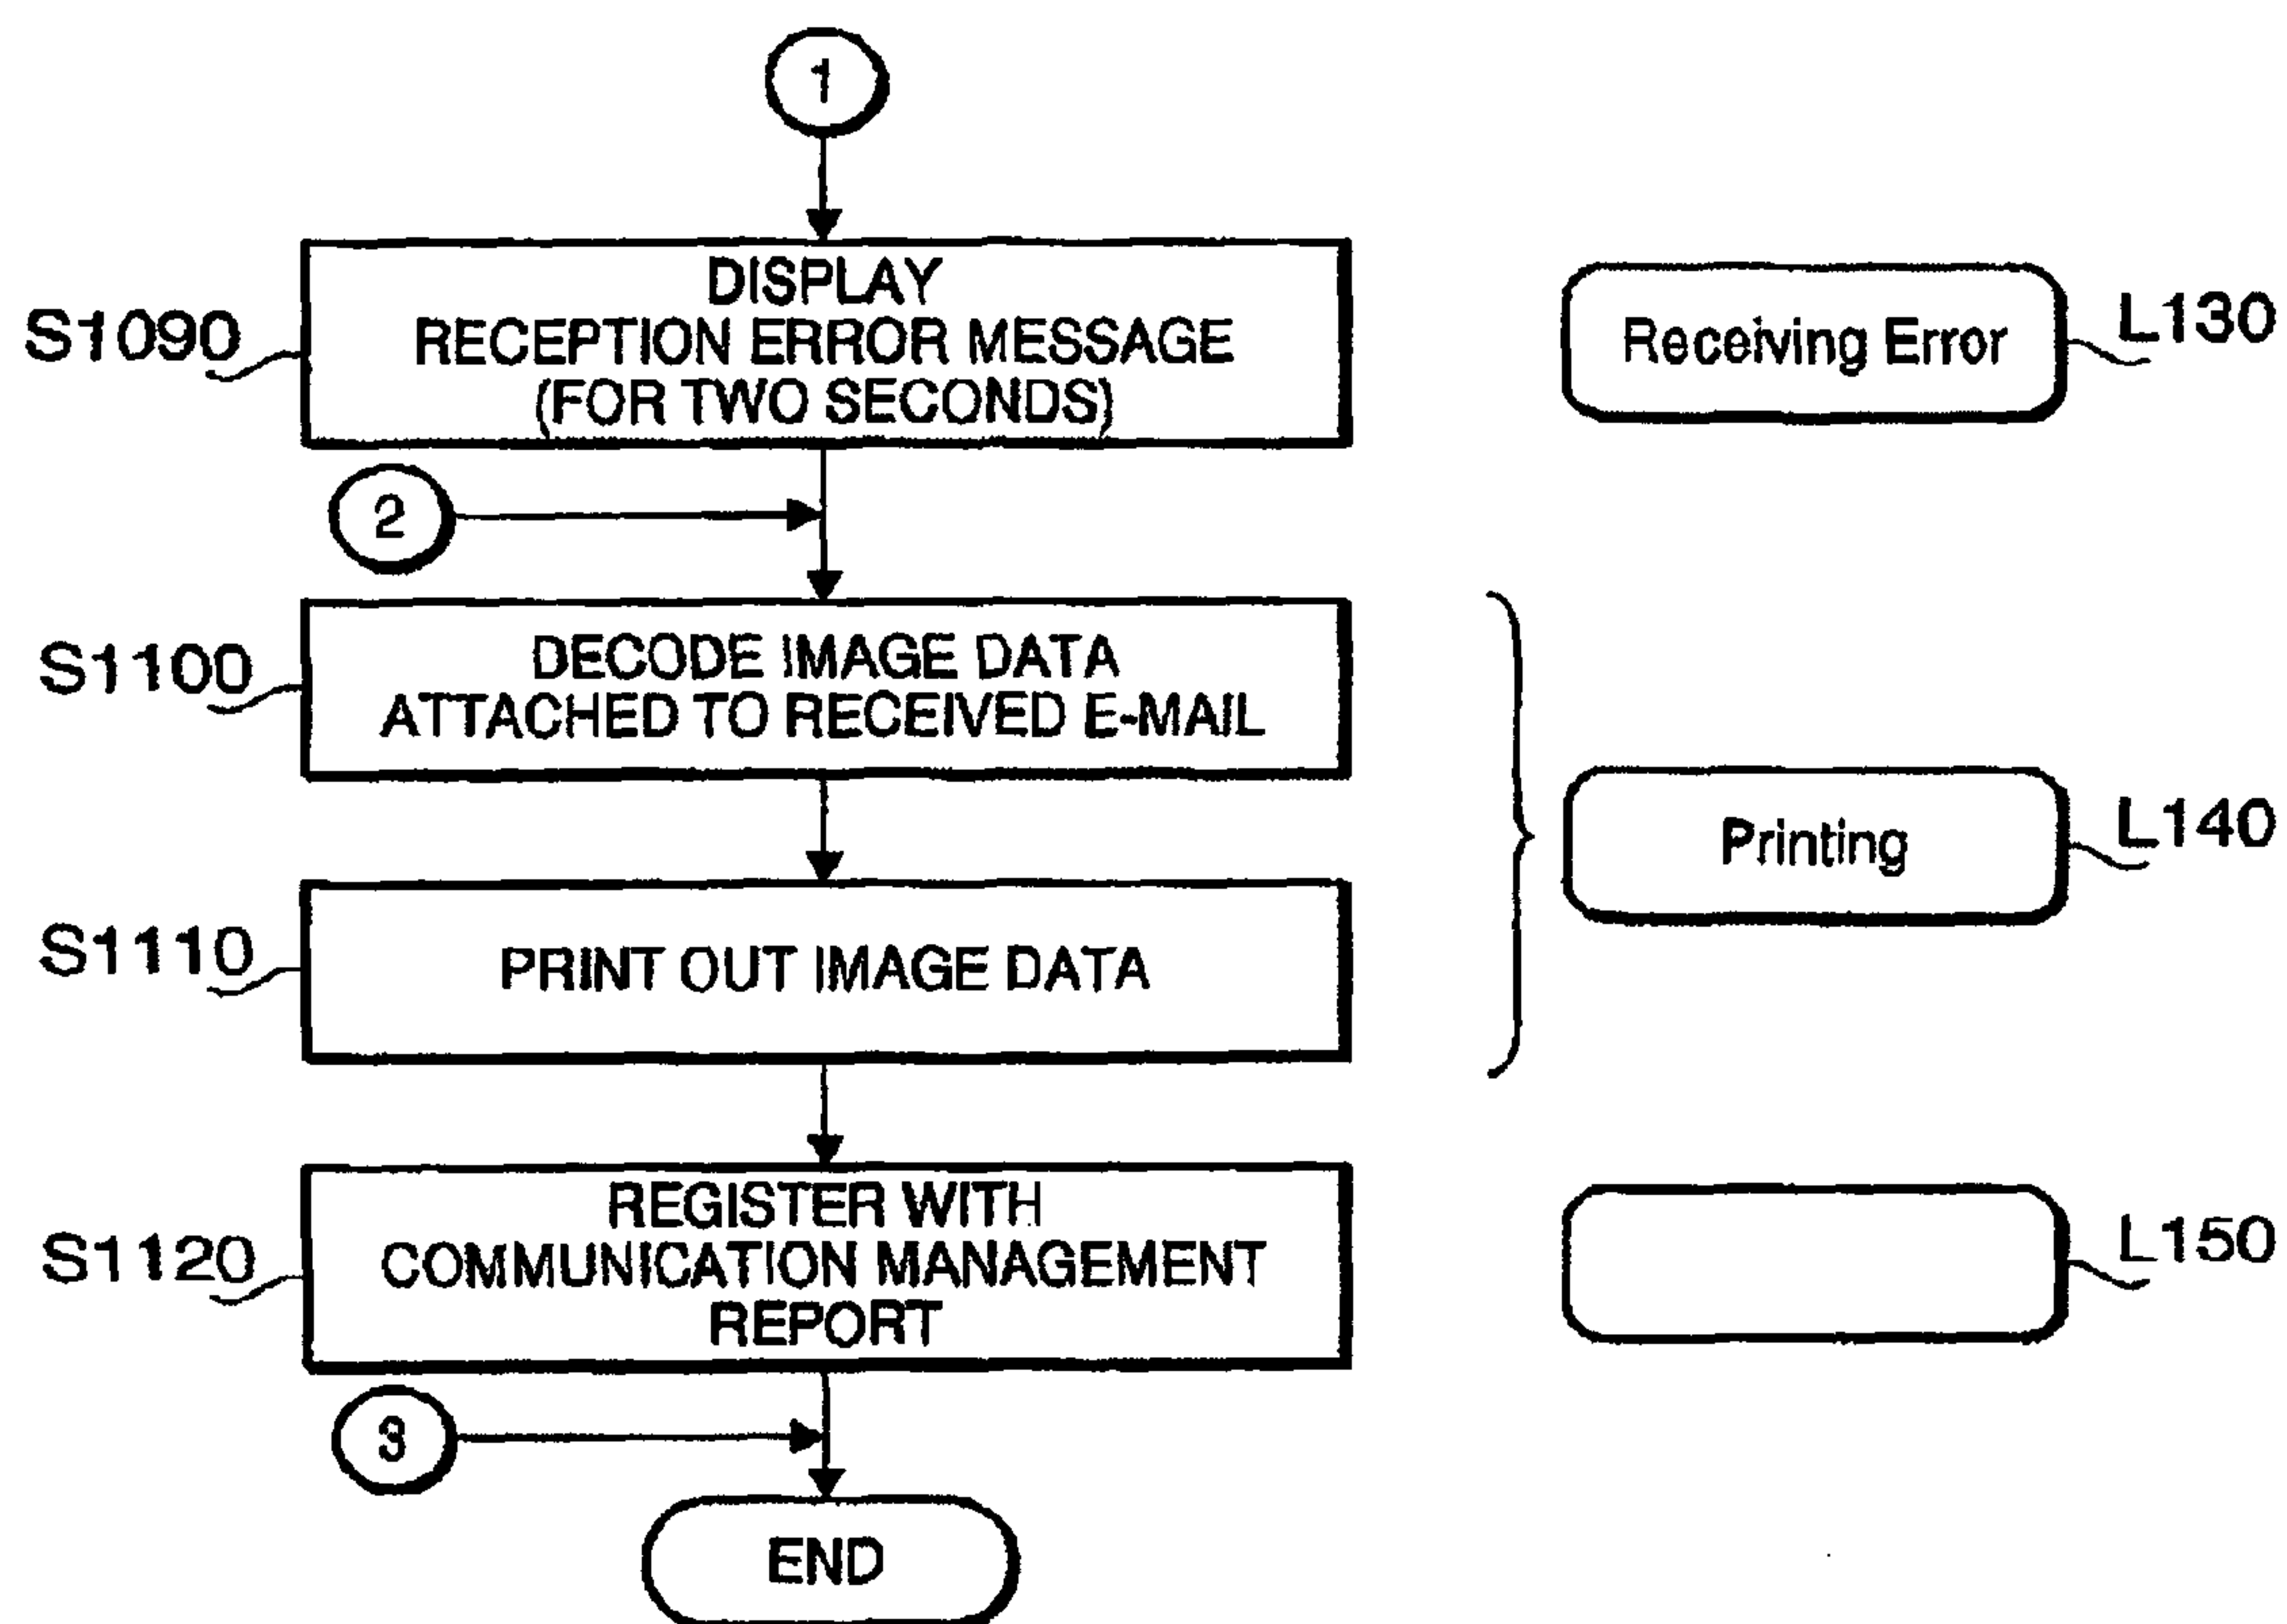 1
S1090
DISPLAY
RECEPTION ERROR MESSAGE
(FOR TWO SECONDS)
Receiving Error
L130
2
S1100
DECODE IMAGE DATA
ATTACHED TO RECEIVED E-MAIL
Printing
L140
S1110
PRINT OUT IMAGE DATA
S1120
REGISTER WITH
COMMUNICATION MANAGEMENT
REPORT
L150
3
END